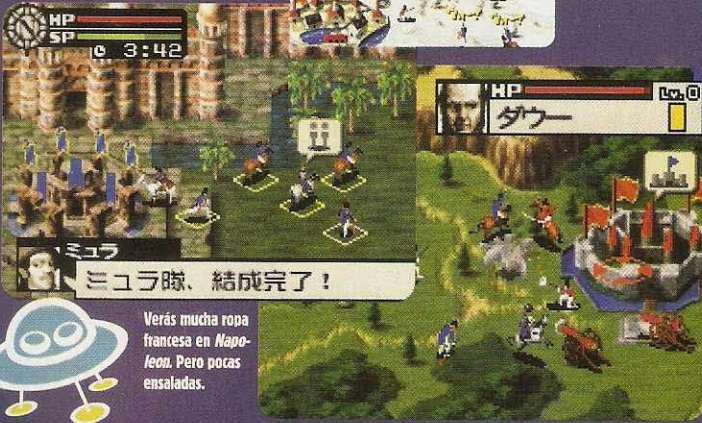 HP
SP
3:42
ミュラ
ミュラ隊、結成完了！
HP
Lv.0
ダウー
Verás mucha ropa
francesa en Napo-
leon. Pero pocas
ensaladas.